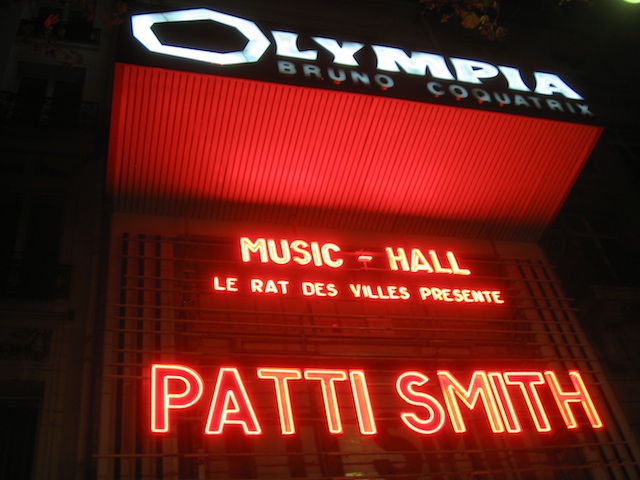 OLYMPIA
BRUNO COQUATRIX
MUSIC - HALL
LE RAT DES VILLES PRESENTE
PATTI SMITH